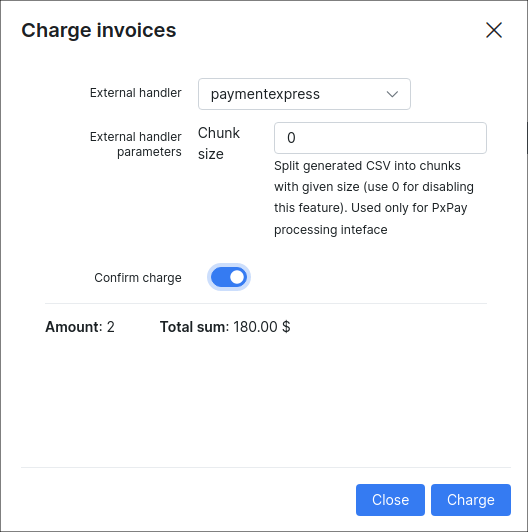 Charge invoices
External handler
paymentexpress
External handler
parameters
Chunk
size
0
Split generated CSV into chunks
with given size (use 0 for disabling
this feature). Used only for PxPay
processing inteface
Confirm charge
Amount: 2 Total sum: 180.00 $
Close Charge